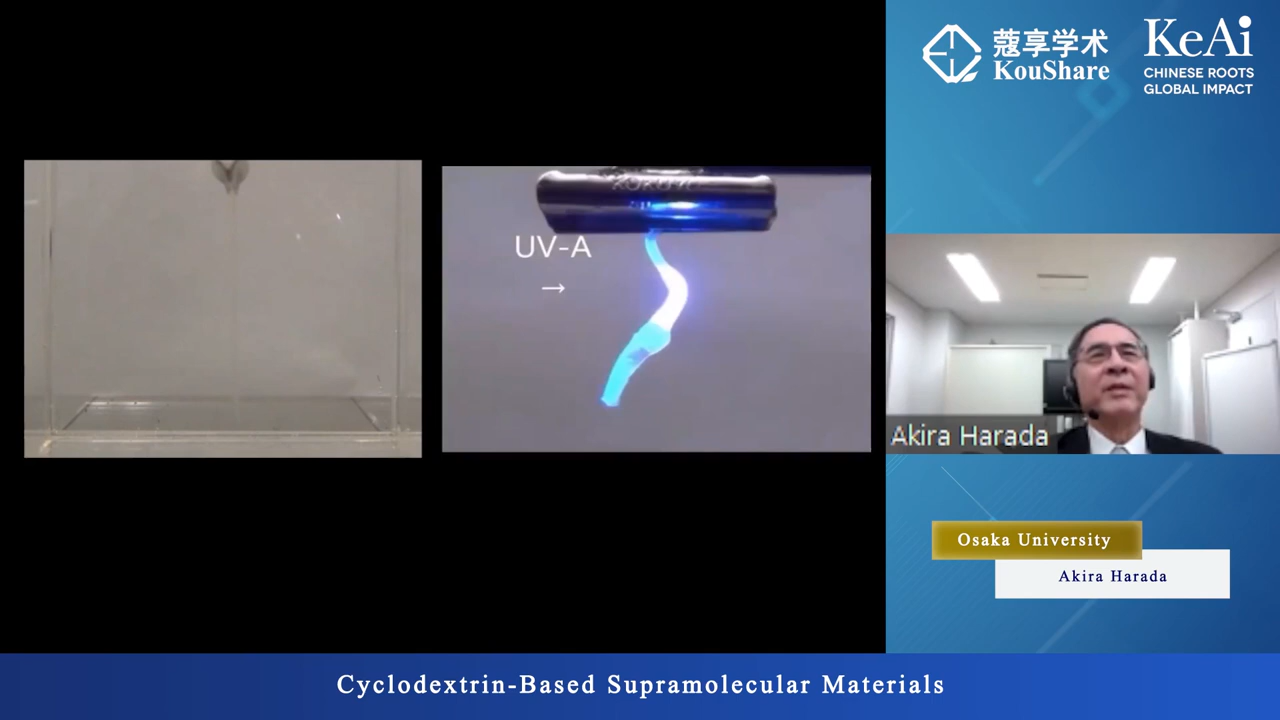 UV-A
→
蔻享学术
KouShare
KeAi
CHINESE ROOTS
GLOBAL IMPACT
Akira Harada
Osaka University
Akira Harada
Cyclodextrin-Based Supramolecular Materials